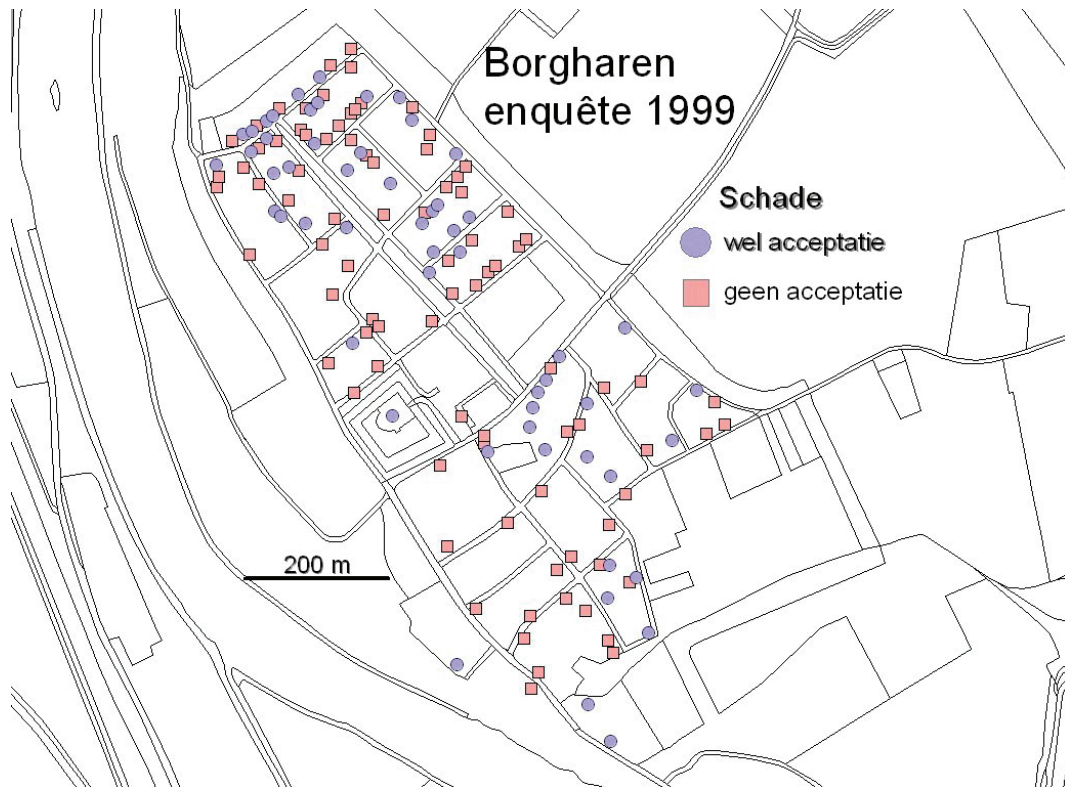 Borgharen
enquête 1999
Schade
wel acceptatie
geen acceptatie
200 m